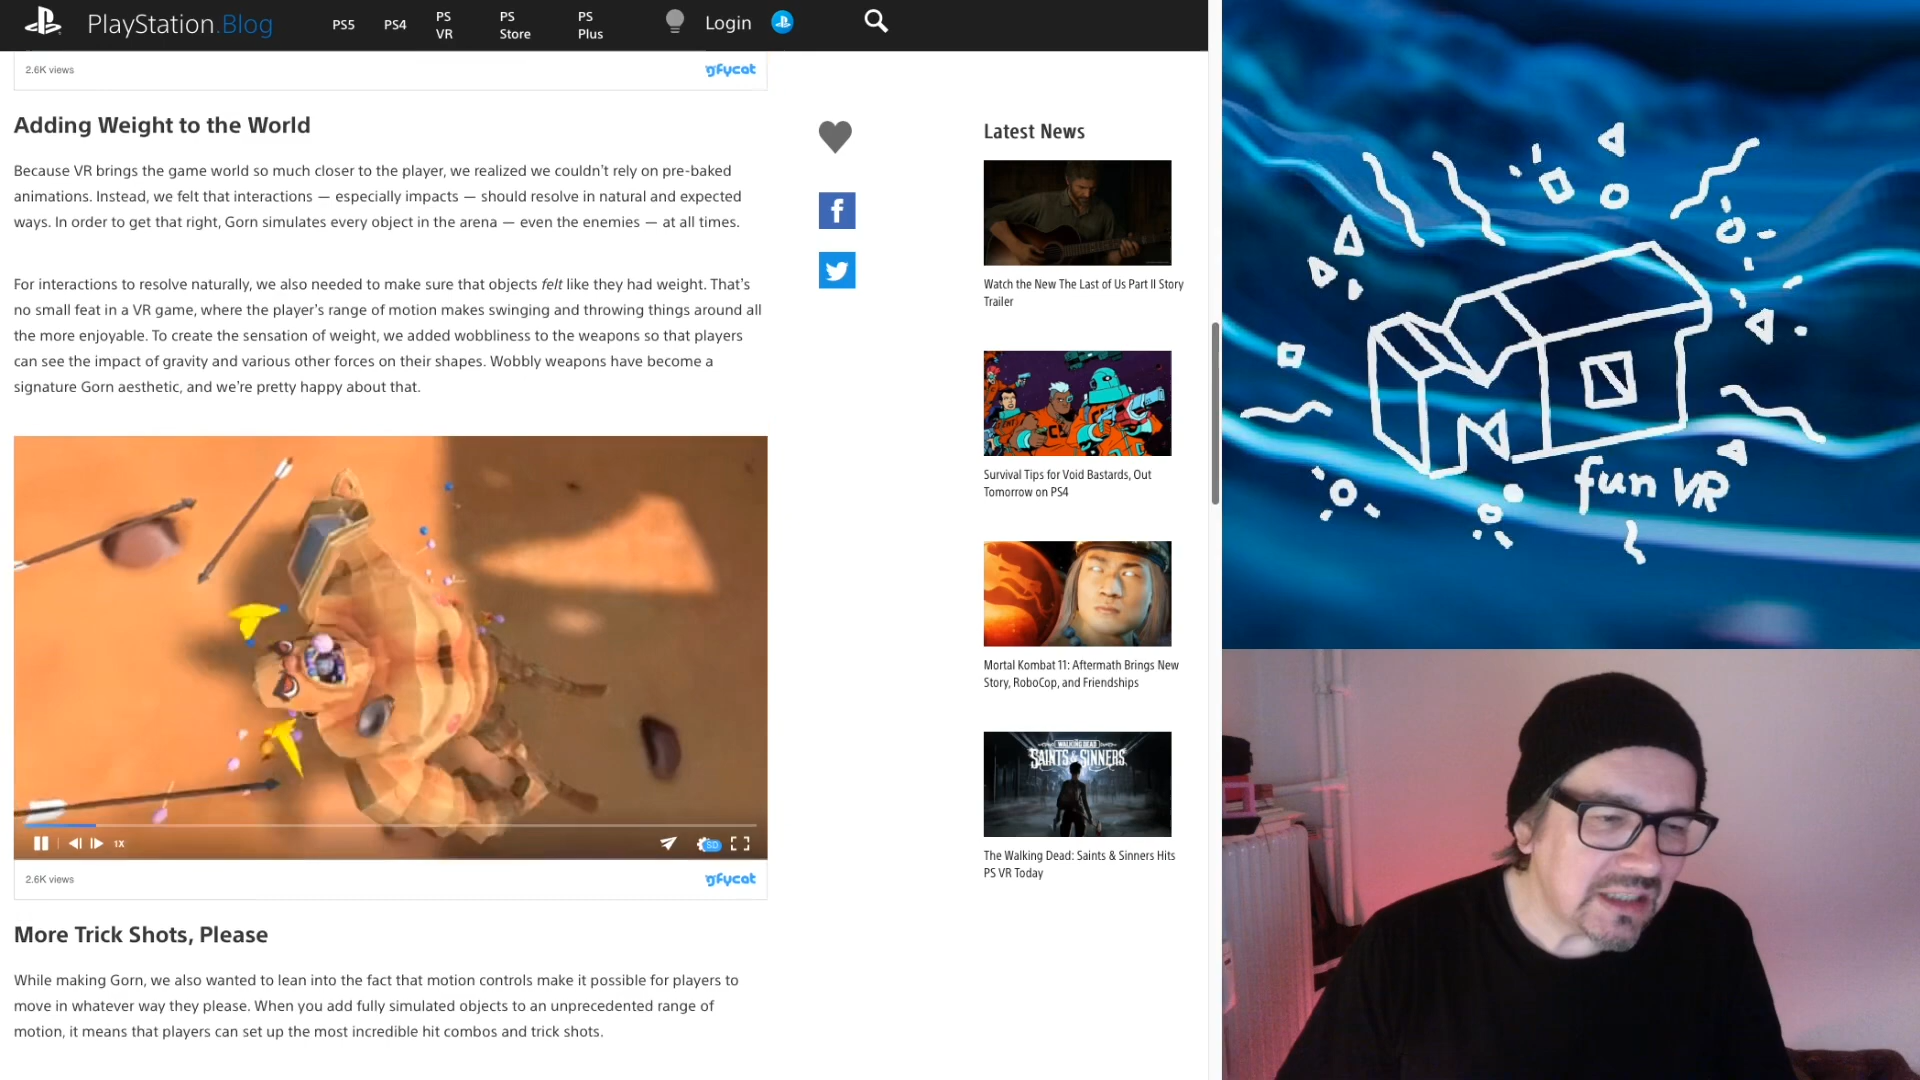 PlayStation.Blog
PS5
PS4
PS
VR
PS
Store
PS
Plus
Login
2.6K views
gfycat
Adding Weight to the World
Because VR brings the game world so much closer to the player, we realized we couldn't rely on pre-baked
animations. Instead, we felt that interactions — especially impacts — should resolve in natural and expected
ways. In order to get that right, Gorn simulates every object in the arena — even the enemies — at all times.
For interactions to resolve naturally, we also needed to make sure that objects felt like they had weight. That's
no small feat in a VR game, where the player's range of motion makes swinging and throwing things around all
the more enjoyable. To create the sensation of weight, we added wobbliness to the weapons so that players
can see the impact of gravity and various other forces on their shapes. Wobbly weapons have become a
signature Gorn aesthetic, and we're pretty happy about that.
1X
SD
2.6K views
gfycat
More Trick Shots, Please
While making Gorn, we also wanted to lean into the fact that motion controls make it possible for players to
move in whatever way they please. When you add fully simulated objects to an unprecedented range of
motion, it means that players can set up the most incredible hit combos and trick shots.
Latest News
Watch the New The Last of Us Part II Story
Trailer
Survival Tips for Void Bastards, Out
Tomorrow on PS4
Mortal Kombat 11: Aftermath Brings New
Story, RoboCop, and Friendships
WALKING DEAD
SAINTS & SINNERS
The Walking Dead: Saints & Sinners Hits
PS VR Today
fun VR